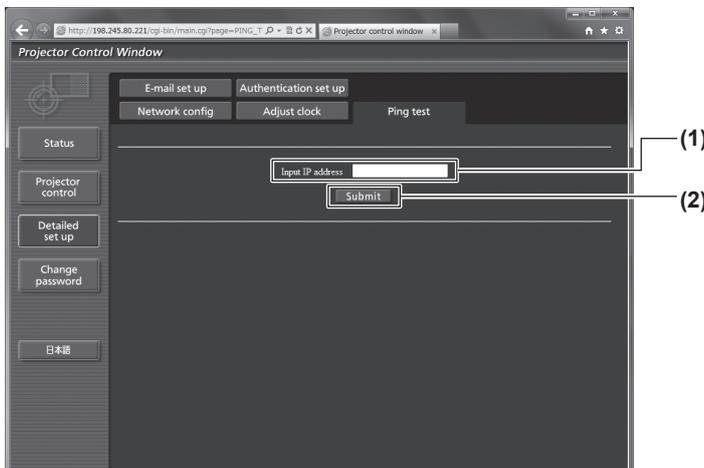 http://198.245.80.221/cgi-bin/main.cgi?page=PING_T
Projector control window
Projector Control Window
E-mail set up
Authentication set up
Network config
Adjust clock
Ping test
Status
Projector
control
Detailed
set up
Change
password
日本語
Input IP address
Submit
(1)
(2)